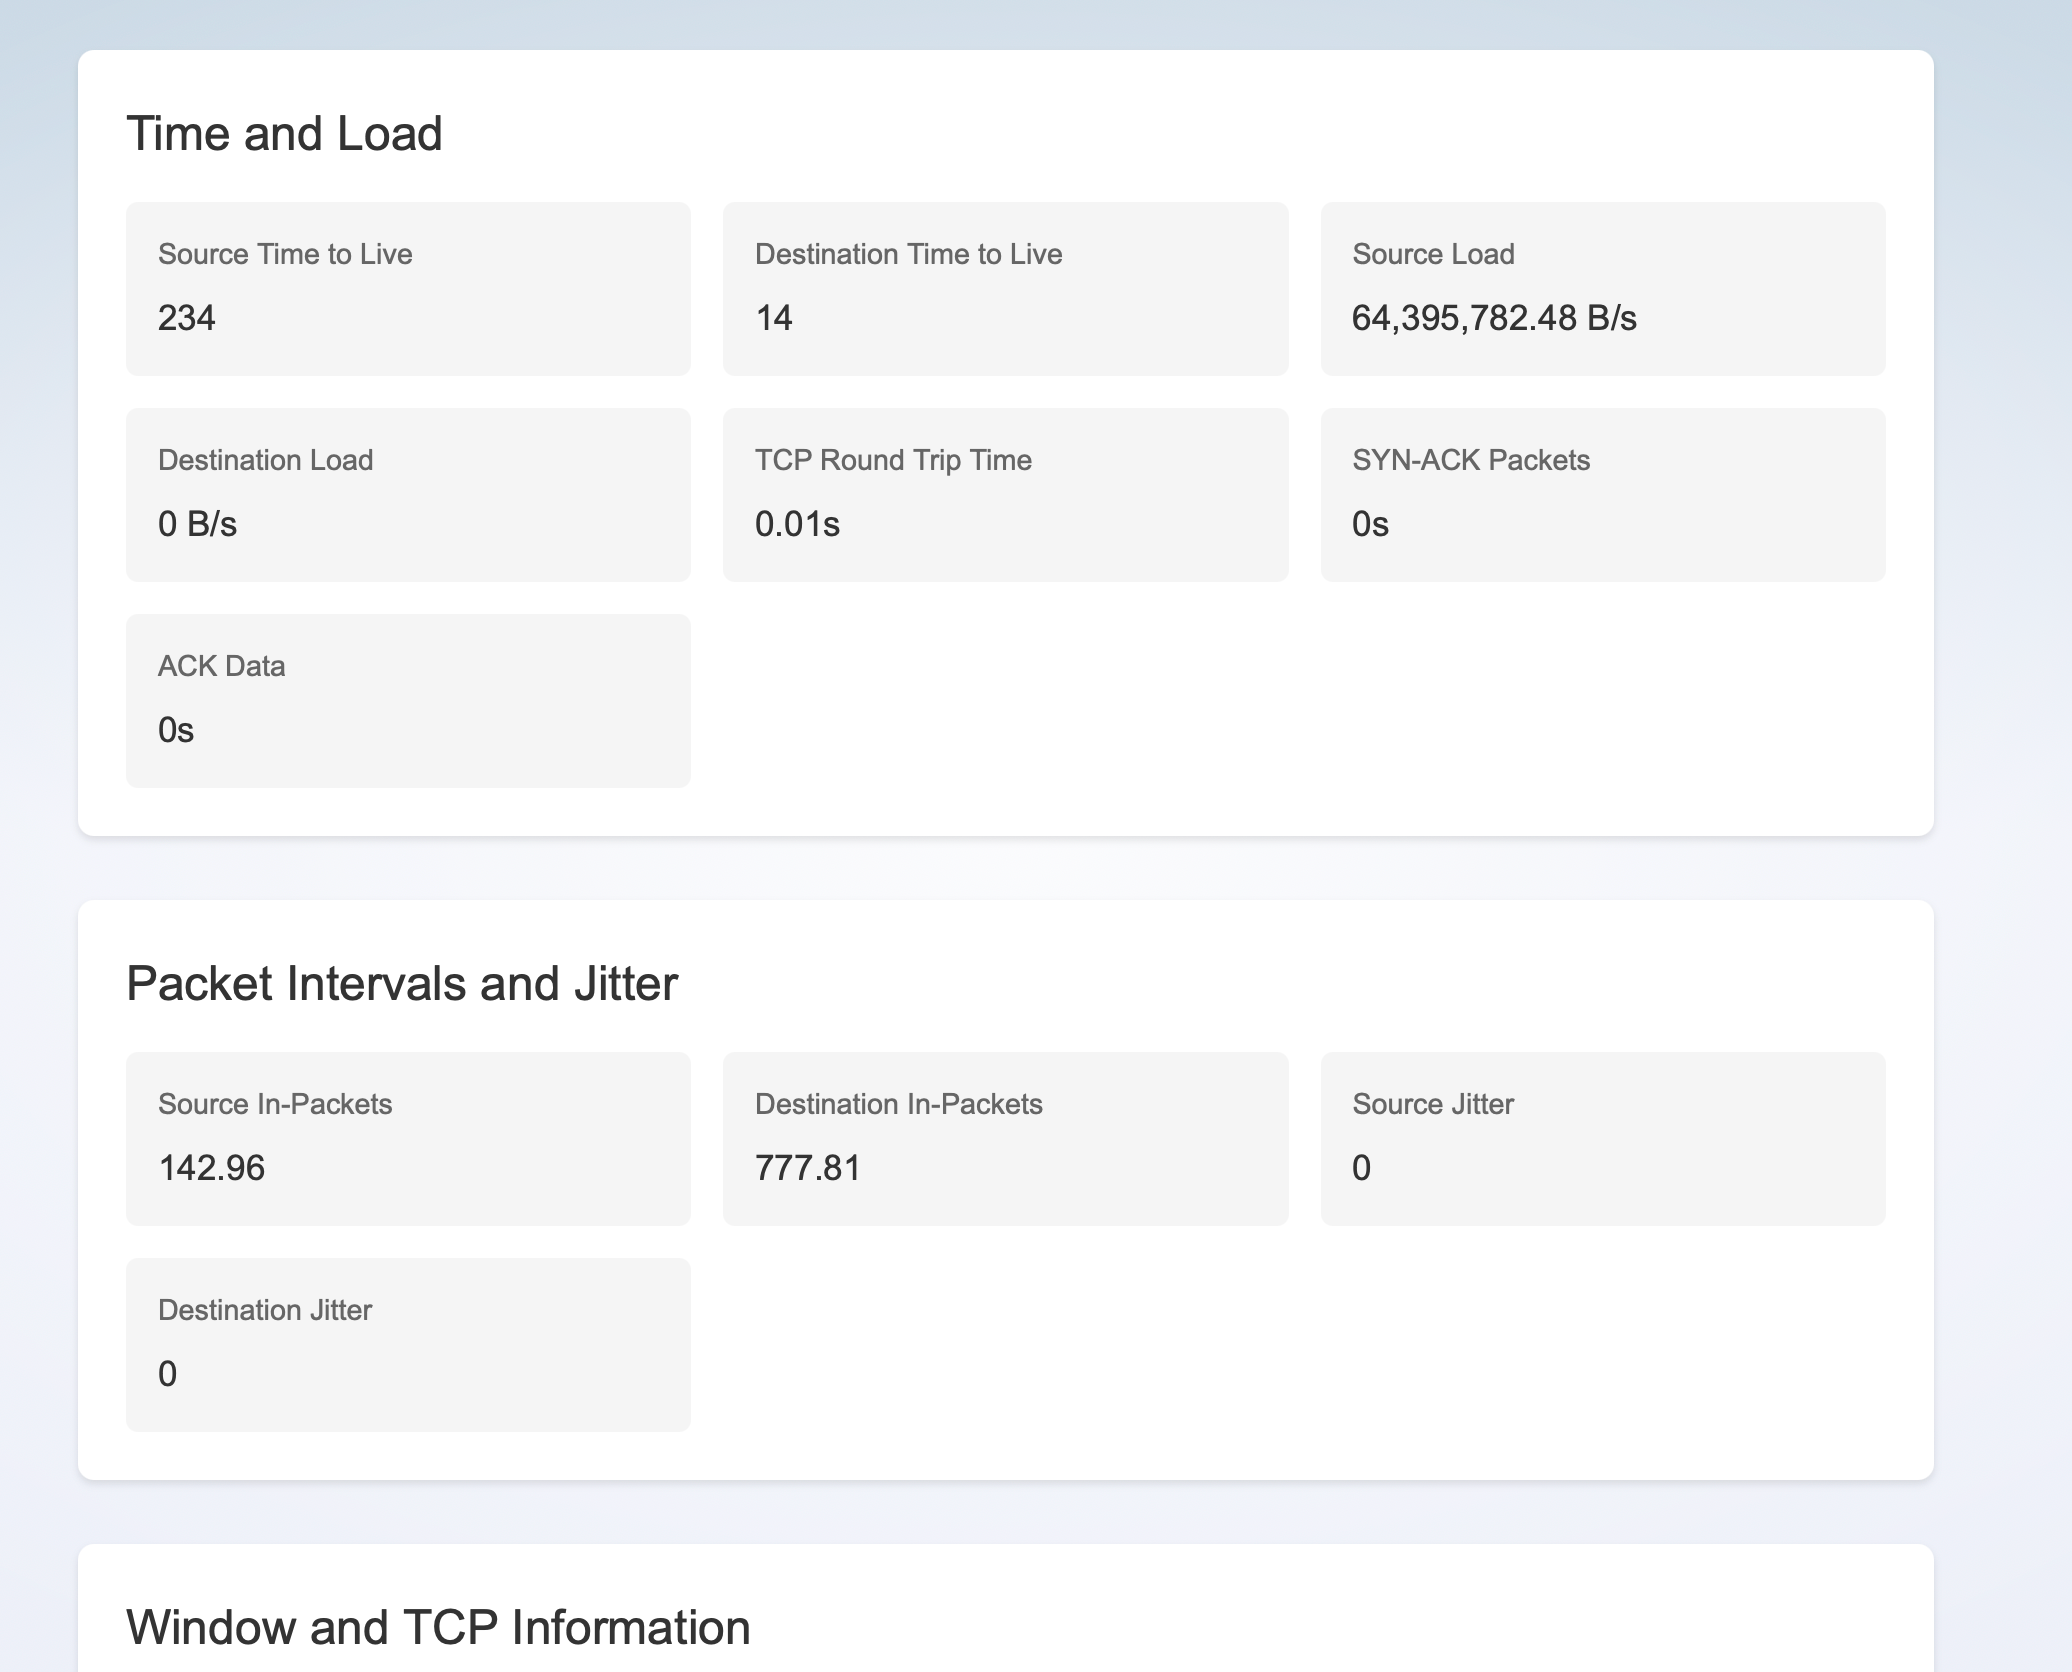 Time and Load
Source Time to Live
234
Destination Time to Live
14
Source Load
64,395,782.48 B/s
Destination Load
0 B/s
TCP Round Trip Time
0.01s
SYN-ACK Packets
0s
ACK Data
0s
Packet Intervals and Jitter
Source In-Packets
142.96
Destination In-Packets
777.81
Source Jitter
0
Destination Jitter
0
Window and TCP Information